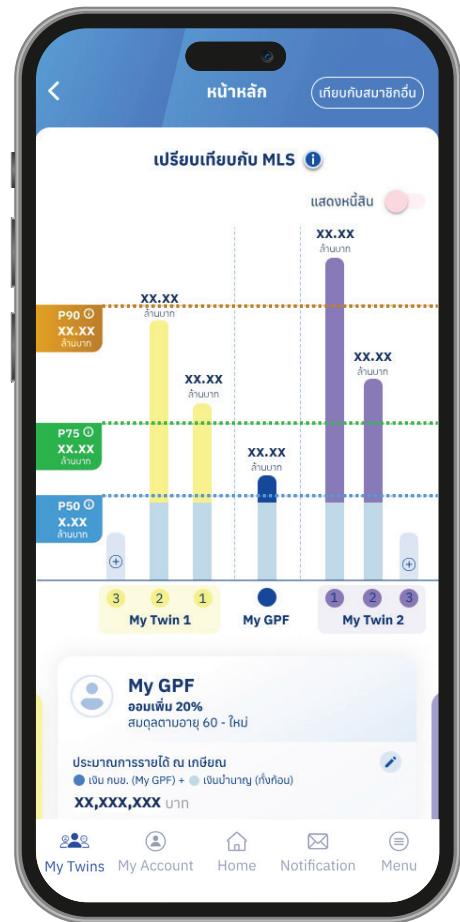 หน้าหลัก
เทียบกับสมาชิกอื่น
เปรียบเทียบกับ MLS
แสดงหนี้สิน
xx.xx
ล้านบาท
xx.xx
ล้านบาท
P90
xx.xx
ล้านบาท
xx.xx
ล้านบาท
xx.xx
ล้านบาท
P75
xx.xx
ล้านบาท
xx.xx
ล้านบาท
P50
x.xx
ล้านบาท
3 2 1 1 2 3
My Twin 1 My GPF My Twin 2
My GPF
ออมเพิ่ม 20%
สมดุลตามอายุ 60 - ใหม่
ประมาณการรายได้ ณ เกษียณ
เงิน กบข. (My GPF) + เงินบำนาญ (ทั้งก้อน)
xx,xxx,xxx บาท
My Twins My Account Home Notification Menu